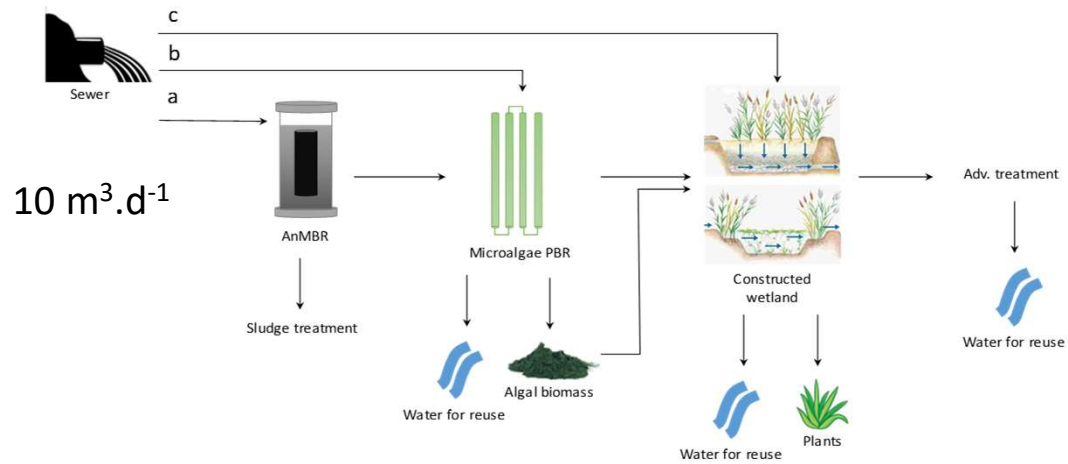 c
b
Sewer
a
10 m³.d⁻¹
AnMBR
Sludge treatment
Microalgae PBR
Water for reuse
Algal biomass
Constructed
wetland
Water for reuse
Plants
Adv. treatment
Water for reuse